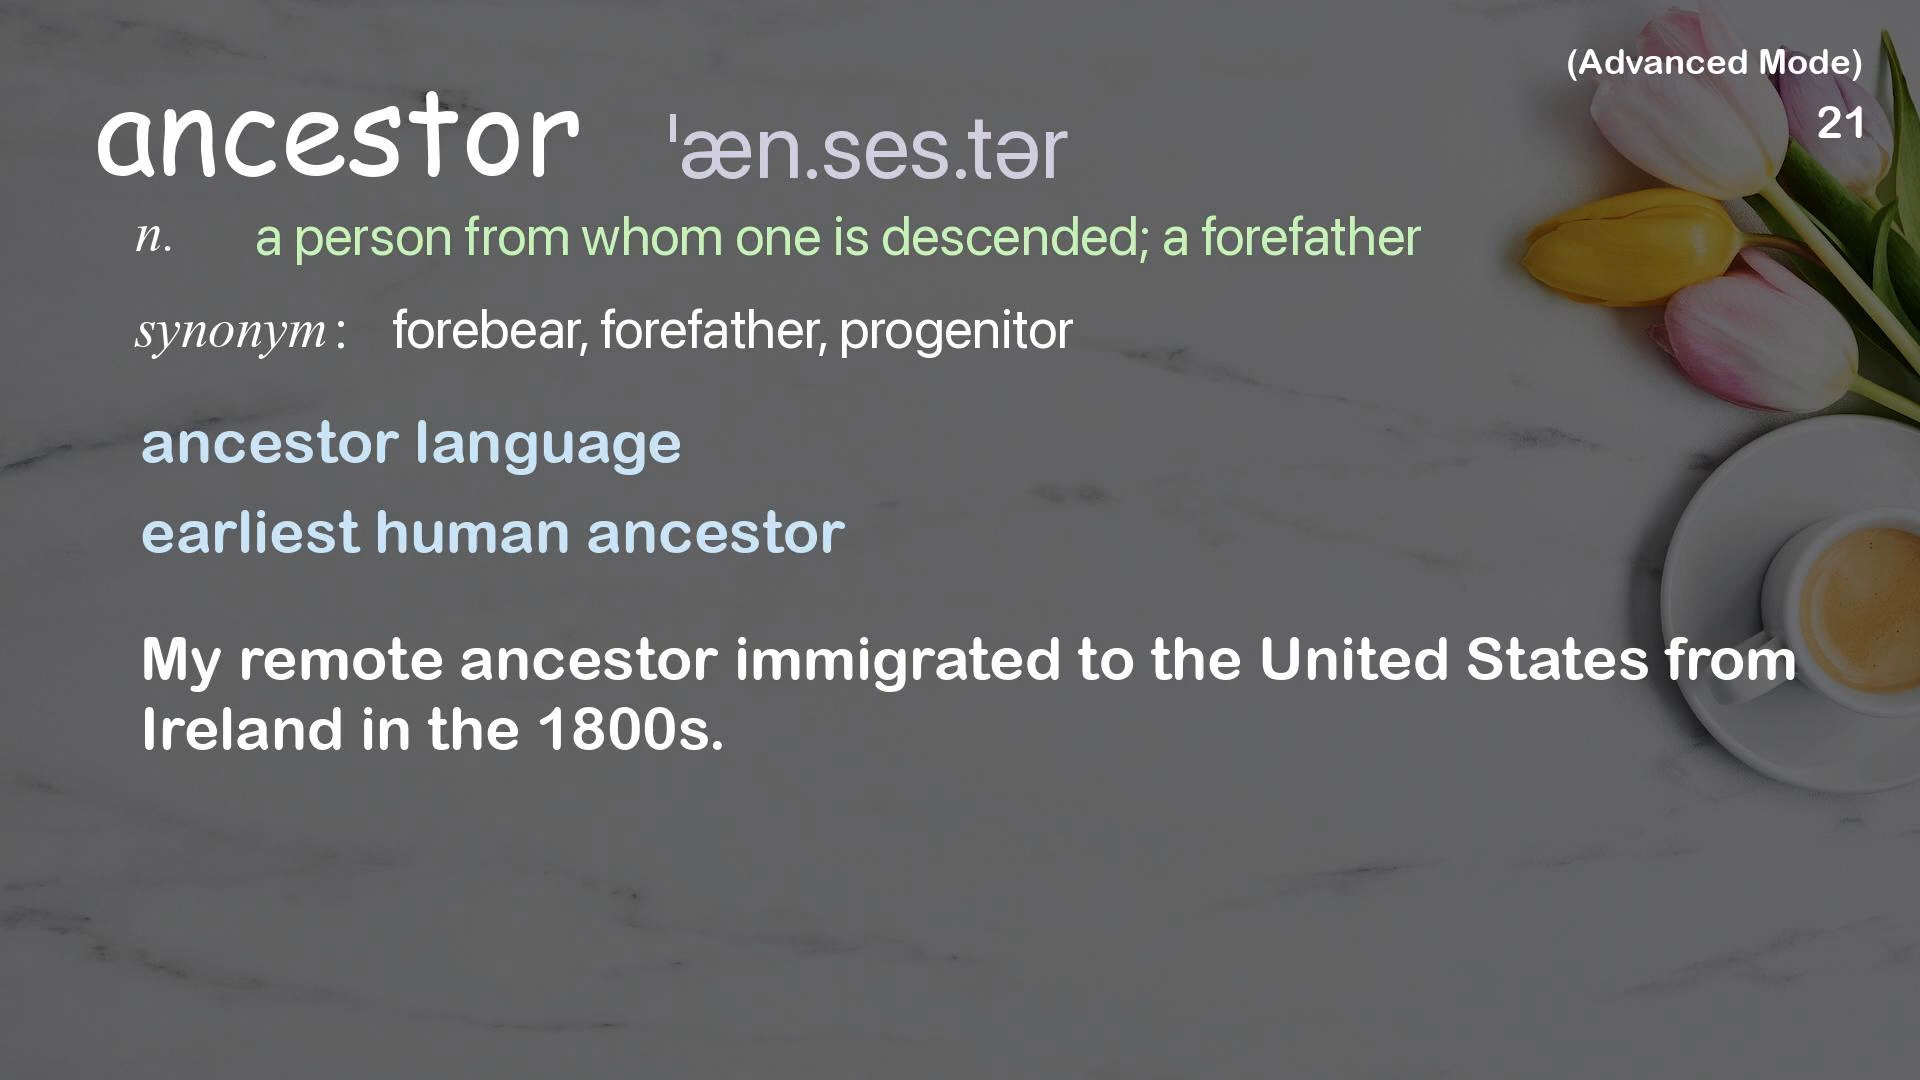 (Advanced Mode)
21
ancestor ˈæn.ses.tər
n. a person from whom one is descended; a forefather
synonym: forebear, forefather, progenitor
ancestor language
earliest human ancestor
My remote ancestor immigrated to the United States from
Ireland in the 1800s.